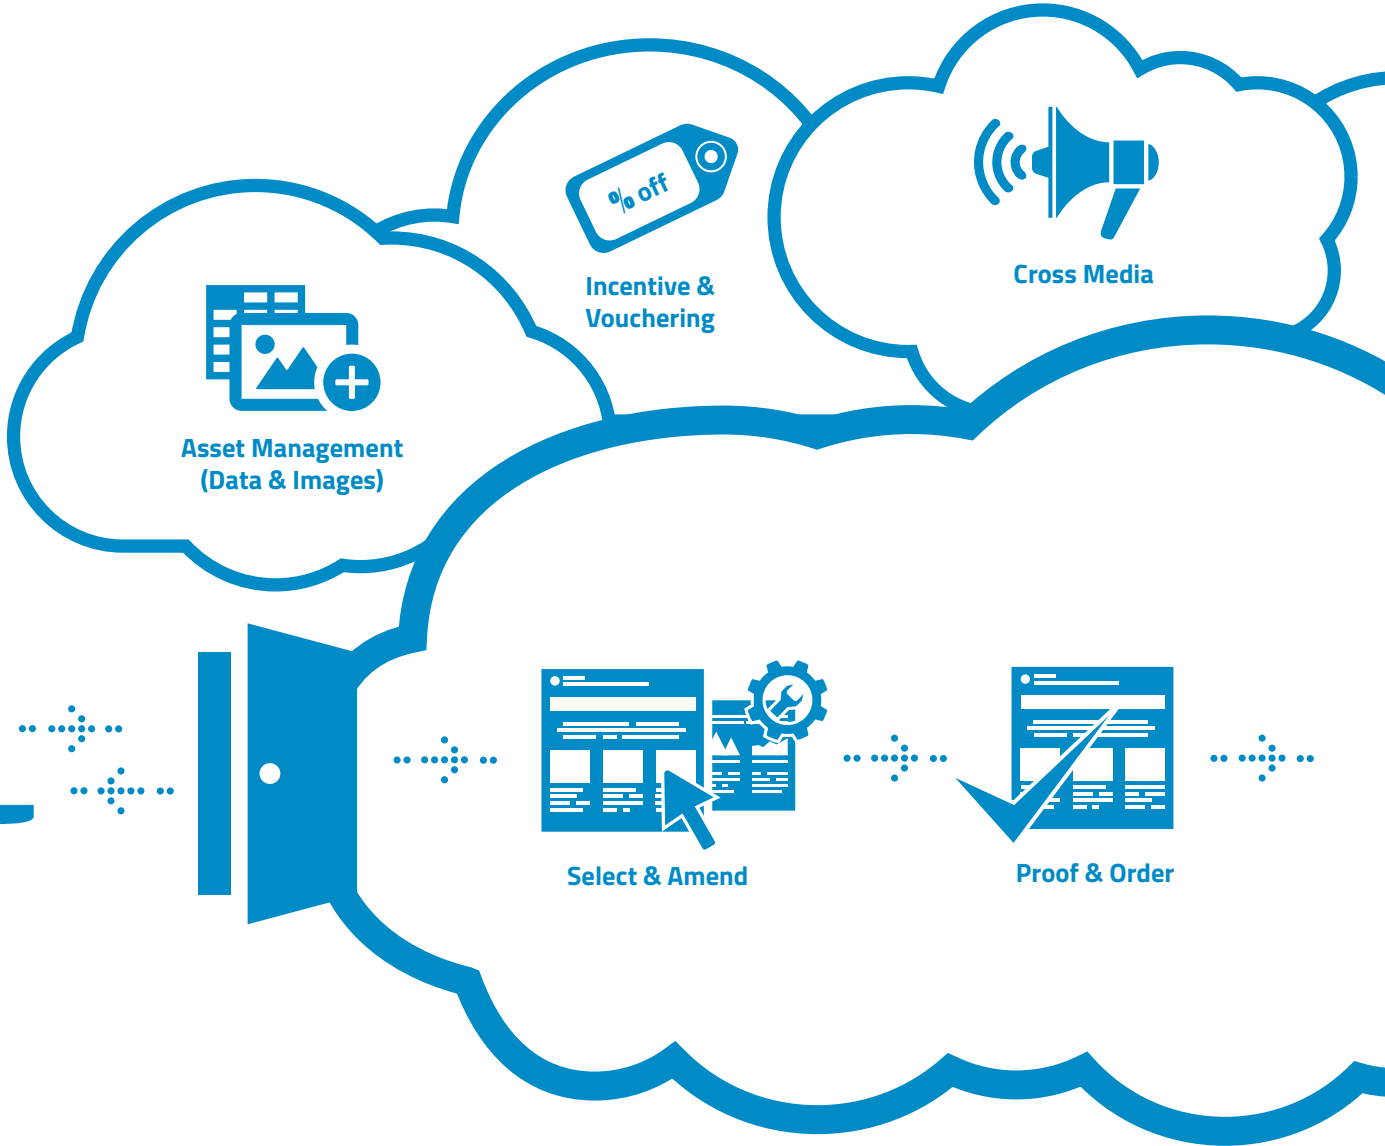 % off
Incentive &
Vouchering
Cross Media
Asset Management
(Data & Images)
Select & Amend
Proof & Order